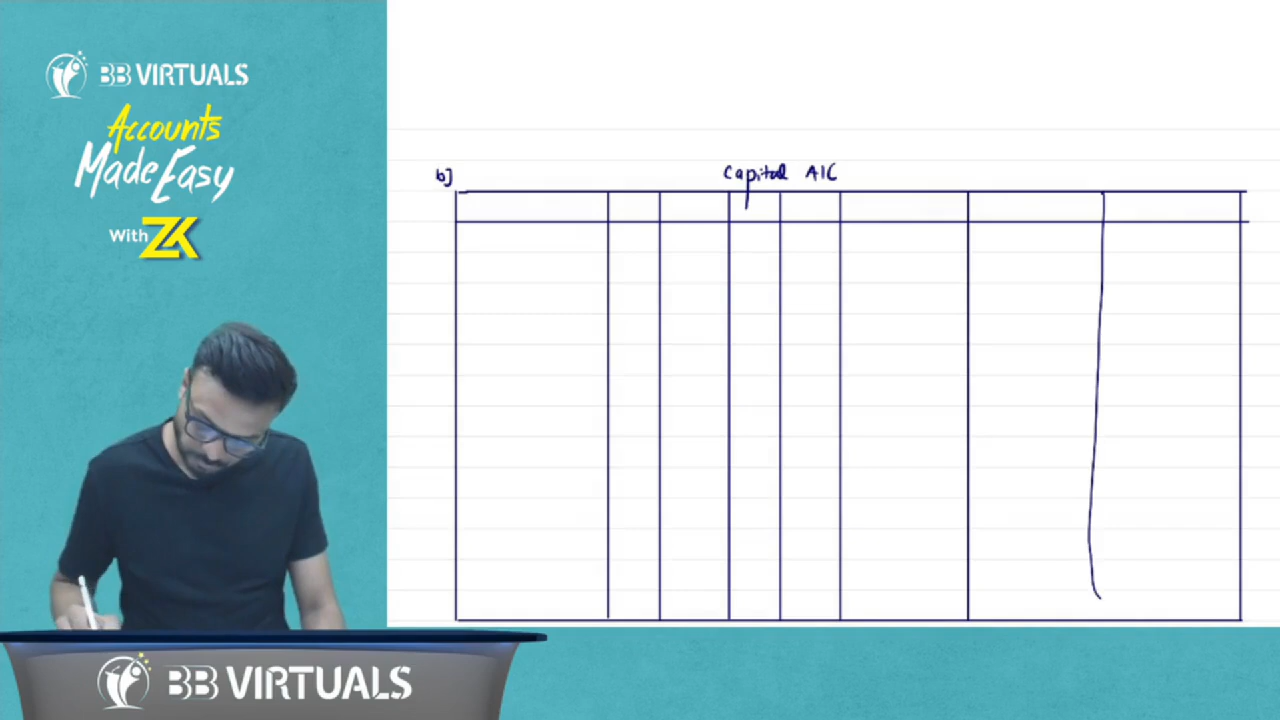 BB VIRTUALS
Accounts
Made Easy
With ZK
b] Capital A/C
BB VIRTUALS